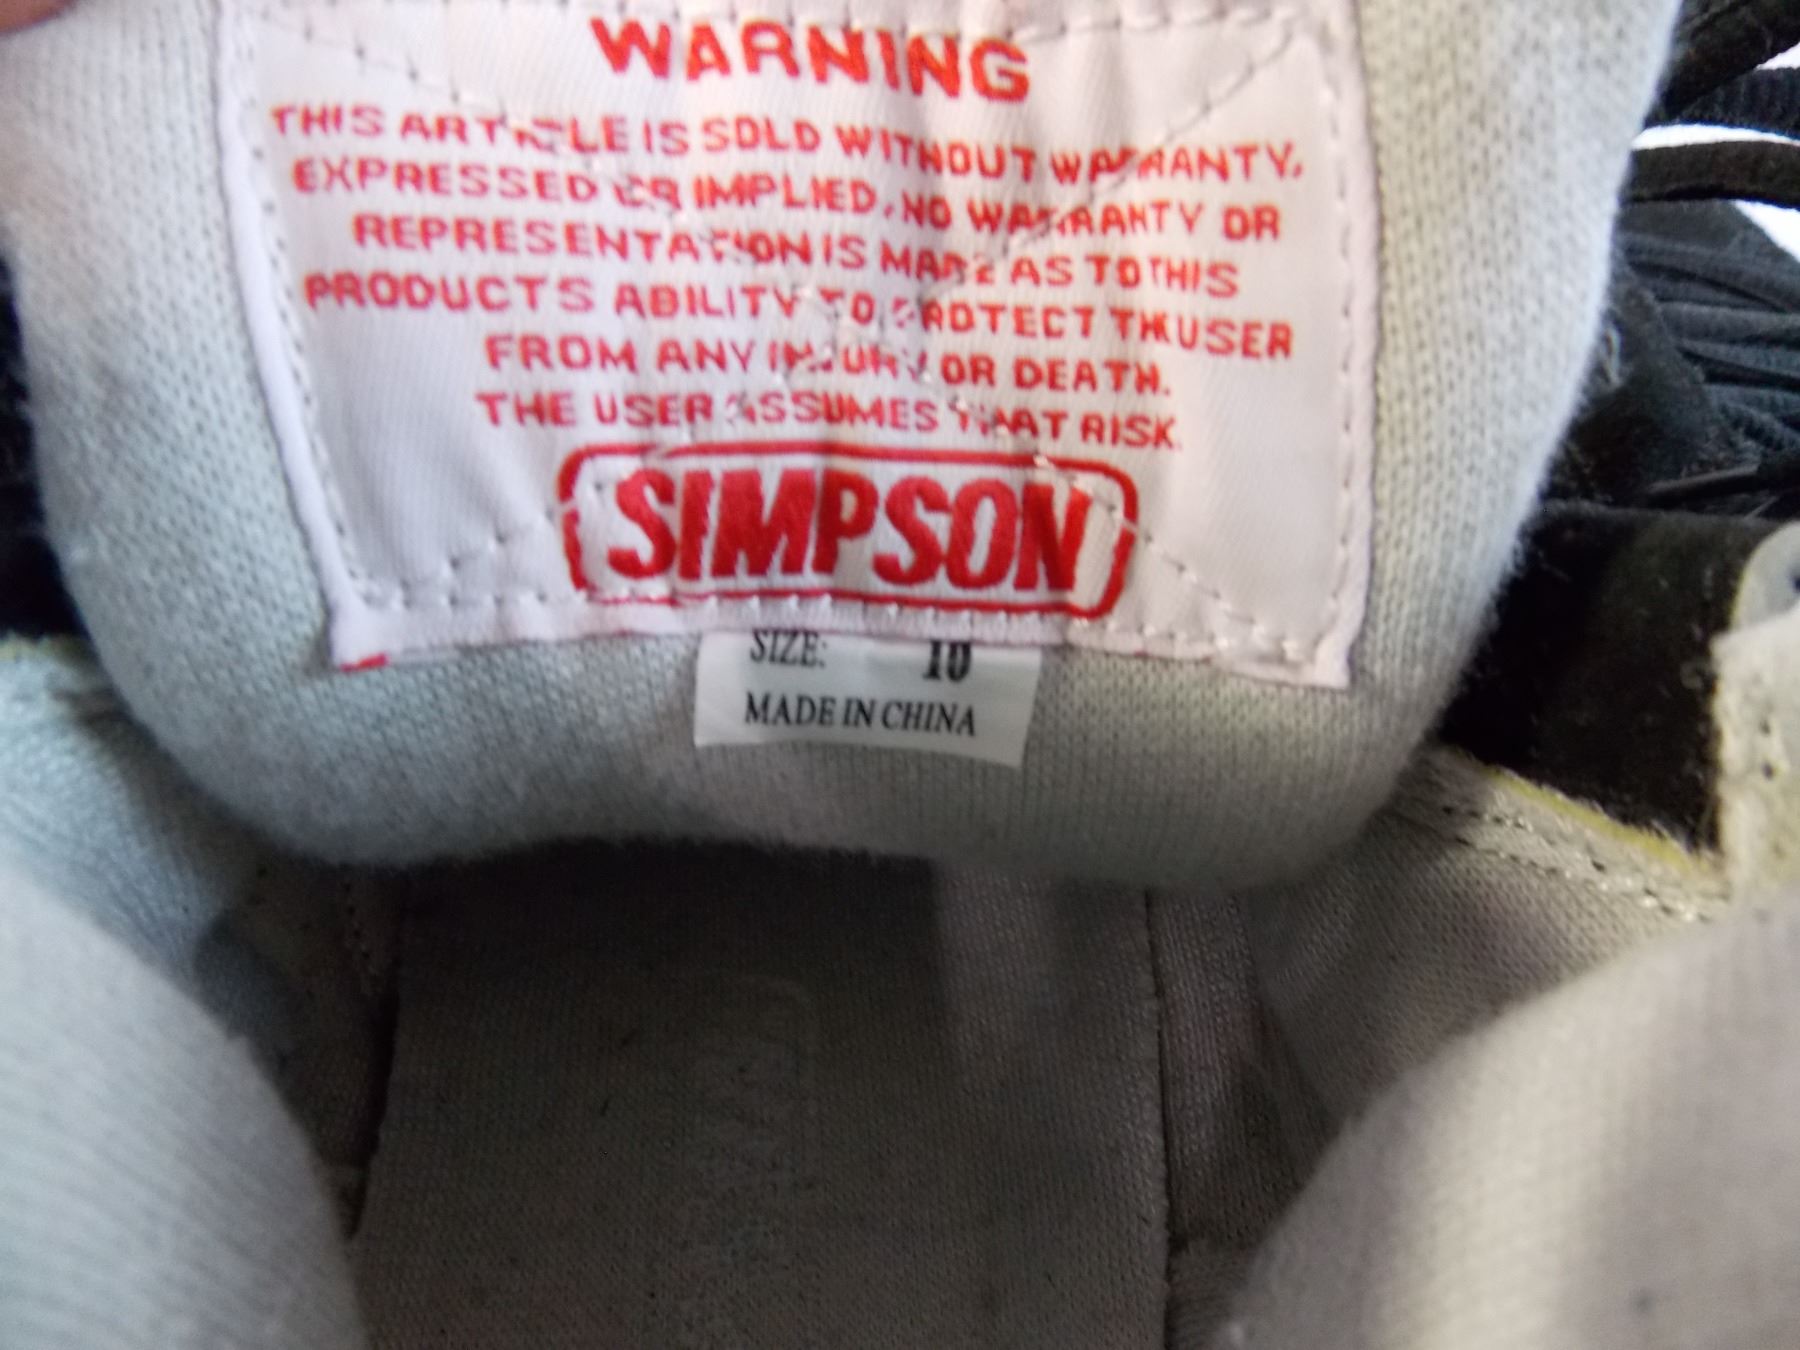 WARNING
THIS ARTICLE IS SOLD WITHOUT WARRANTY,
EXPRESSED OR IMPLIED. NO WARRANTY OR
REPRESENTATION IS MADE AS TO THIS
PRODUCTS ABILITY TO PROTECT THE USER
FROM ANY INJURY OR DEATH.
THE USER ASSUMES THAT RISK.
SIMPSON
SIZE: 10
MADE IN CHINA